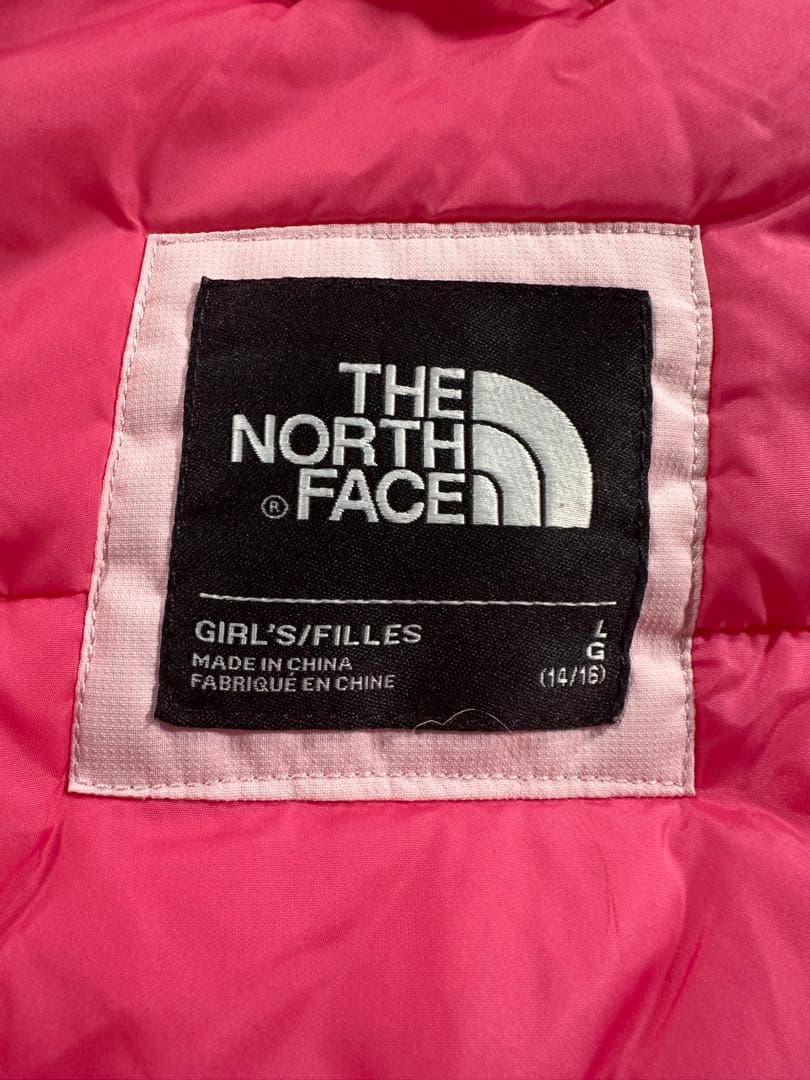 THE
NORTH
® FACE
GIRL'S/FILLES L
MADE IN CHINA G
FABRIQUÉ EN CHINE (14/16)